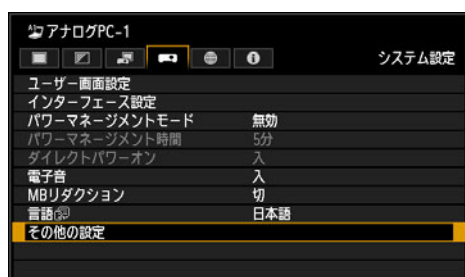 アナログPC-1
システム設定
ユーザー画面設定
インターフェース設定
パワーマネージメントモード 無効
パワーマネージメント時間 5分
ダイレクトパワーオン 入
電子音 入
MBリダクション 切
言語 日本語
その他の設定